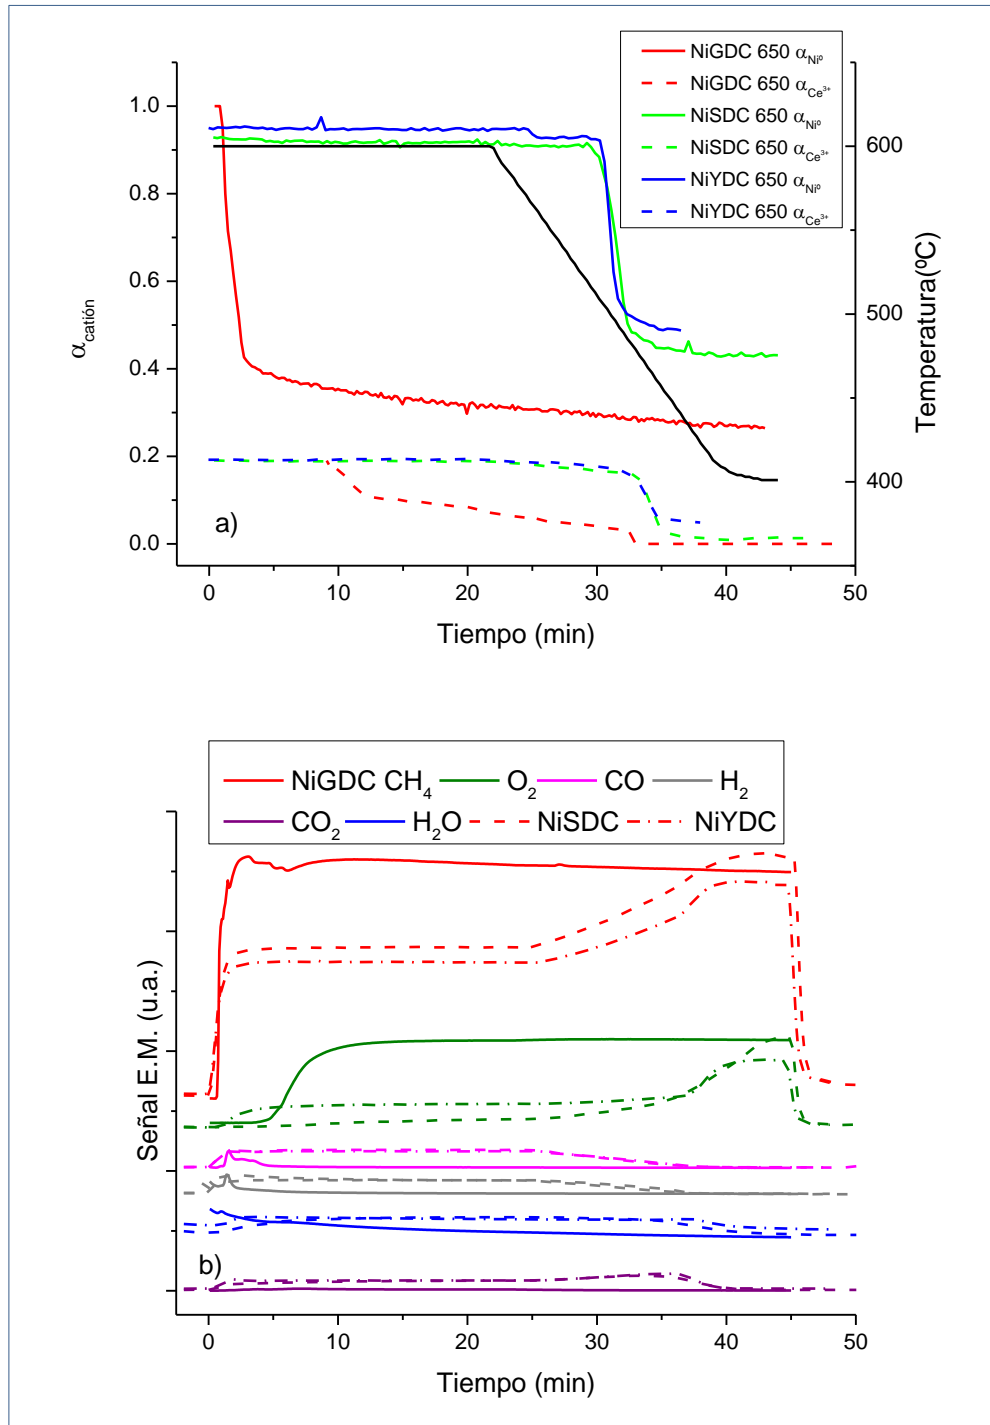 NiGDC 650 αNi⁰
NiGDC 650 αCe³⁺
NiSDC 650 αNi⁰
NiSDC 650 αCe³⁺
NiYDC 650 αNi⁰
NiYDC 650 αCe³⁺
1.0
0.8
0.6
0.4
0.2
0.0
αcatión
600
500
400
Temperatura(ºC)
a)
0 10 20 30 40 50
Tiempo (min)
NiGDC CH₄ O₂ CO H₂
CO₂ H₂O NiSDC NiYDC
Señal E.M. (u.a.)
b)
0 10 20 30 40 50
Tiempo (min)